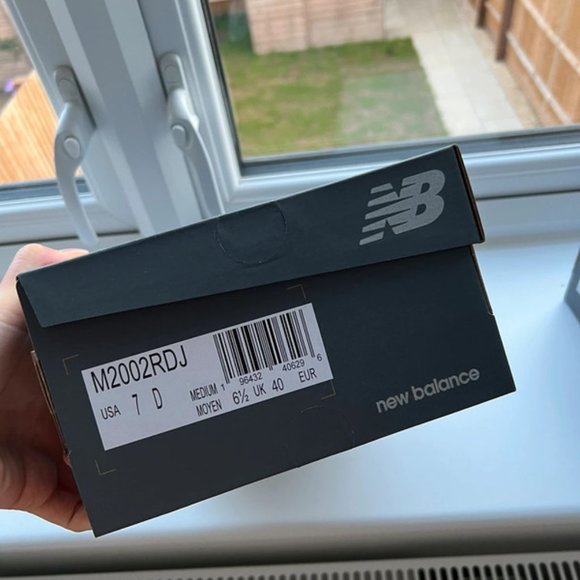 NB
M2002RDJ
USA 7 D
MEDIUM
MOYEN
1 96432 40629 6
6½ UK 40 EUR
new balance